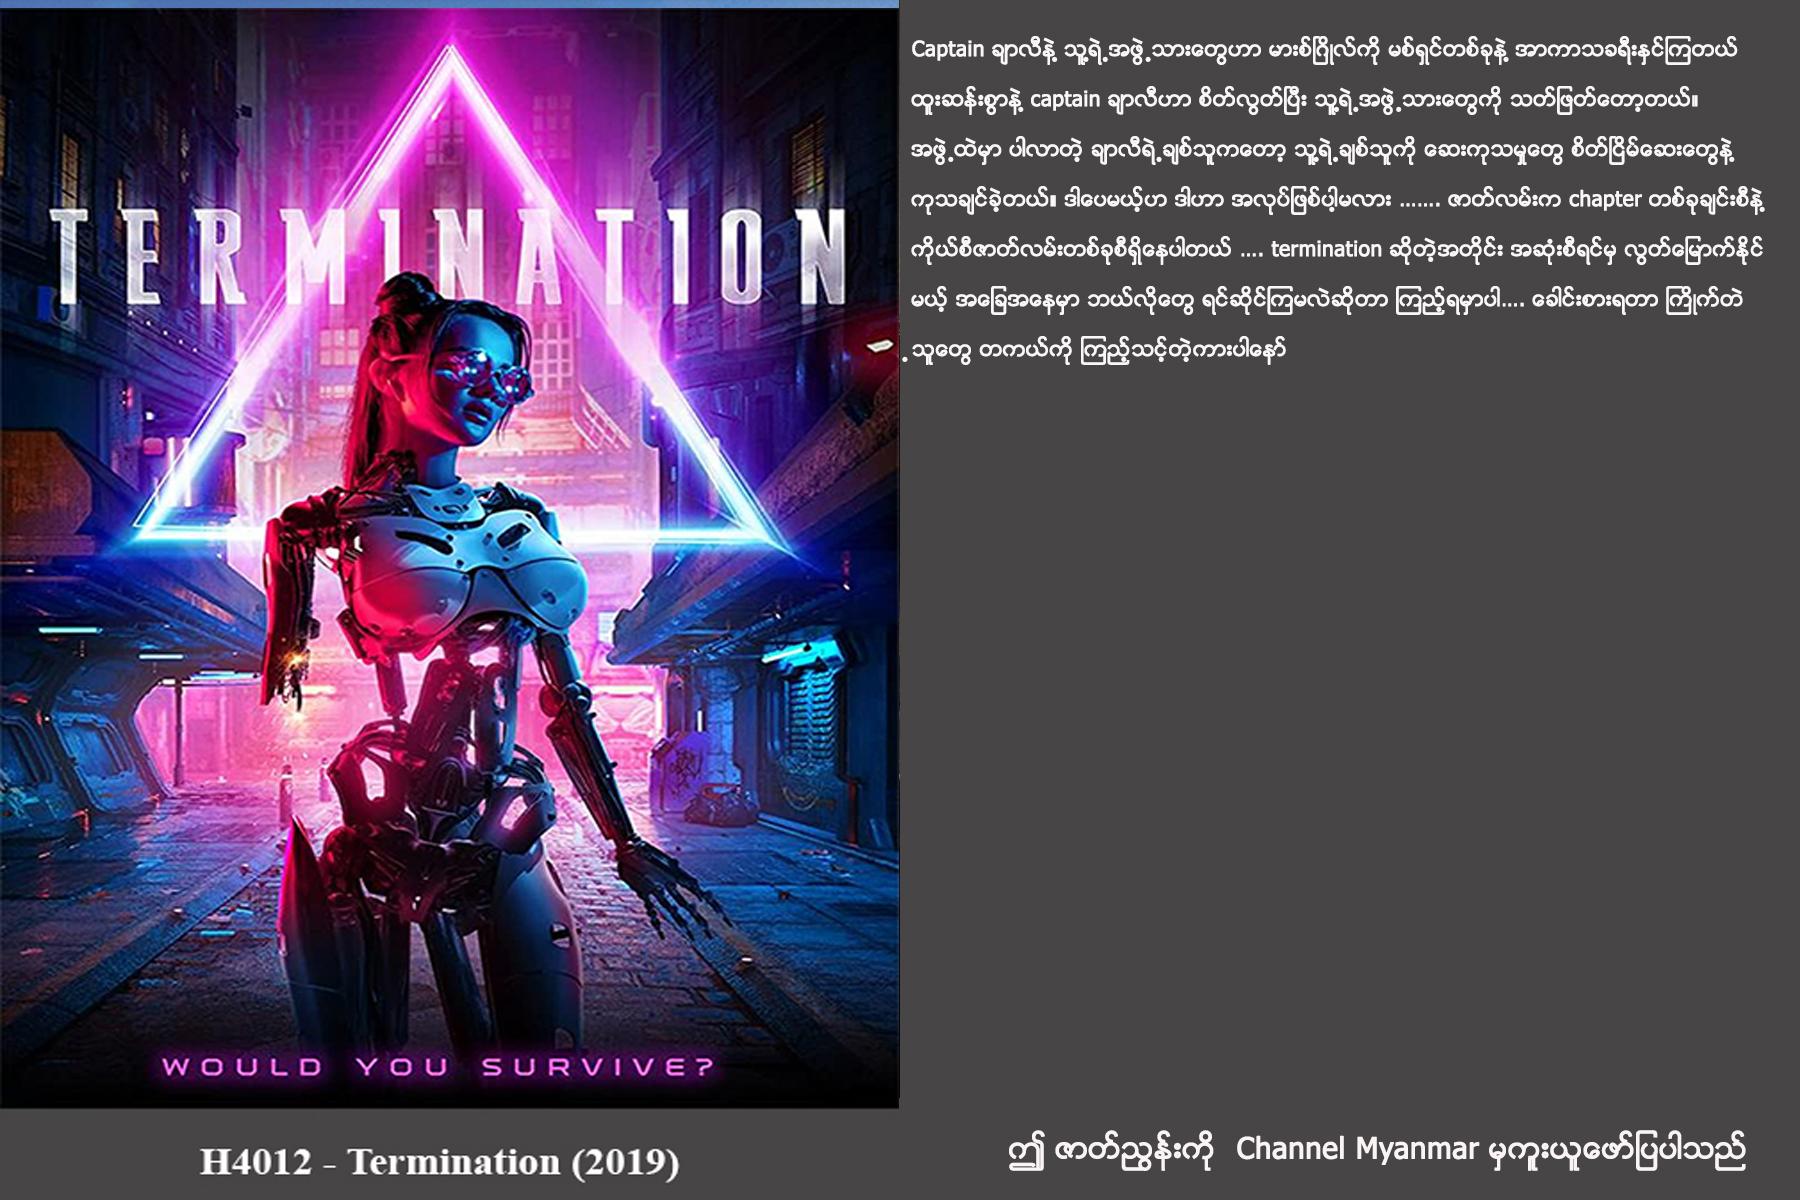 TERMINATION
WOULD YOU SURVIVE?
H4012 - Termination (2019)
Captain ချာလီနဲ့ သူ့ရဲ့အဖွဲ့သားတွေဟာ မားစ်ဂြိုလ်ကို မစ်ရှင်တစ်ခုနဲ့ အာကာသခရီးနှင်ကြတယ်
ထူးဆန်းစွာနဲ့ captain ချာလီဟာ စိတ်လွတ်ပြီး သူ့ရဲ့အဖွဲ့သားတွေကို သတ်ဖြတ်တော့တယ်။
အဖွဲ့ထဲမှာ ပါလာတဲ့ ချာလီရဲ့ချစ်သူကတော့ သူ့ရဲ့ချစ်သူကို ဆေးကုသမှုတွေ စိတ်ငြိမ်ဆေးတွေနဲ့
ကုသချင်ခဲ့တယ်။ ဒါပေမယ့်ဟ ဒါဟာ အလုပ်ဖြစ်ပါ့မလား ....... ဇာတ်လမ်းက chapter တစ်ခုချင်းစီနဲ့
ကိုယ်စီဇာတ်လမ်းတစ်ခုစီရှိနေပါတယ် .... termination ဆိုတဲ့အတိုင်း အဆုံးစီရင်မှ လွတ်မြောက်နိုင်
မယ့် အခြေအနေမှာ ဘယ်လိုတွေ ရင်ဆိုင်ကြမလဲဆိုတာ ကြည့်ရမှာပါ.... ခေါင်းစားရတာ ကြိုက်တဲ
့သူတွေ တကယ်ကို ကြည့်သင့်တဲ့ကားပါနော်
ဤ ဇာတ်ညွှန်းကို Channel Myanmar မှကူးယူဖော်ပြပါသည်